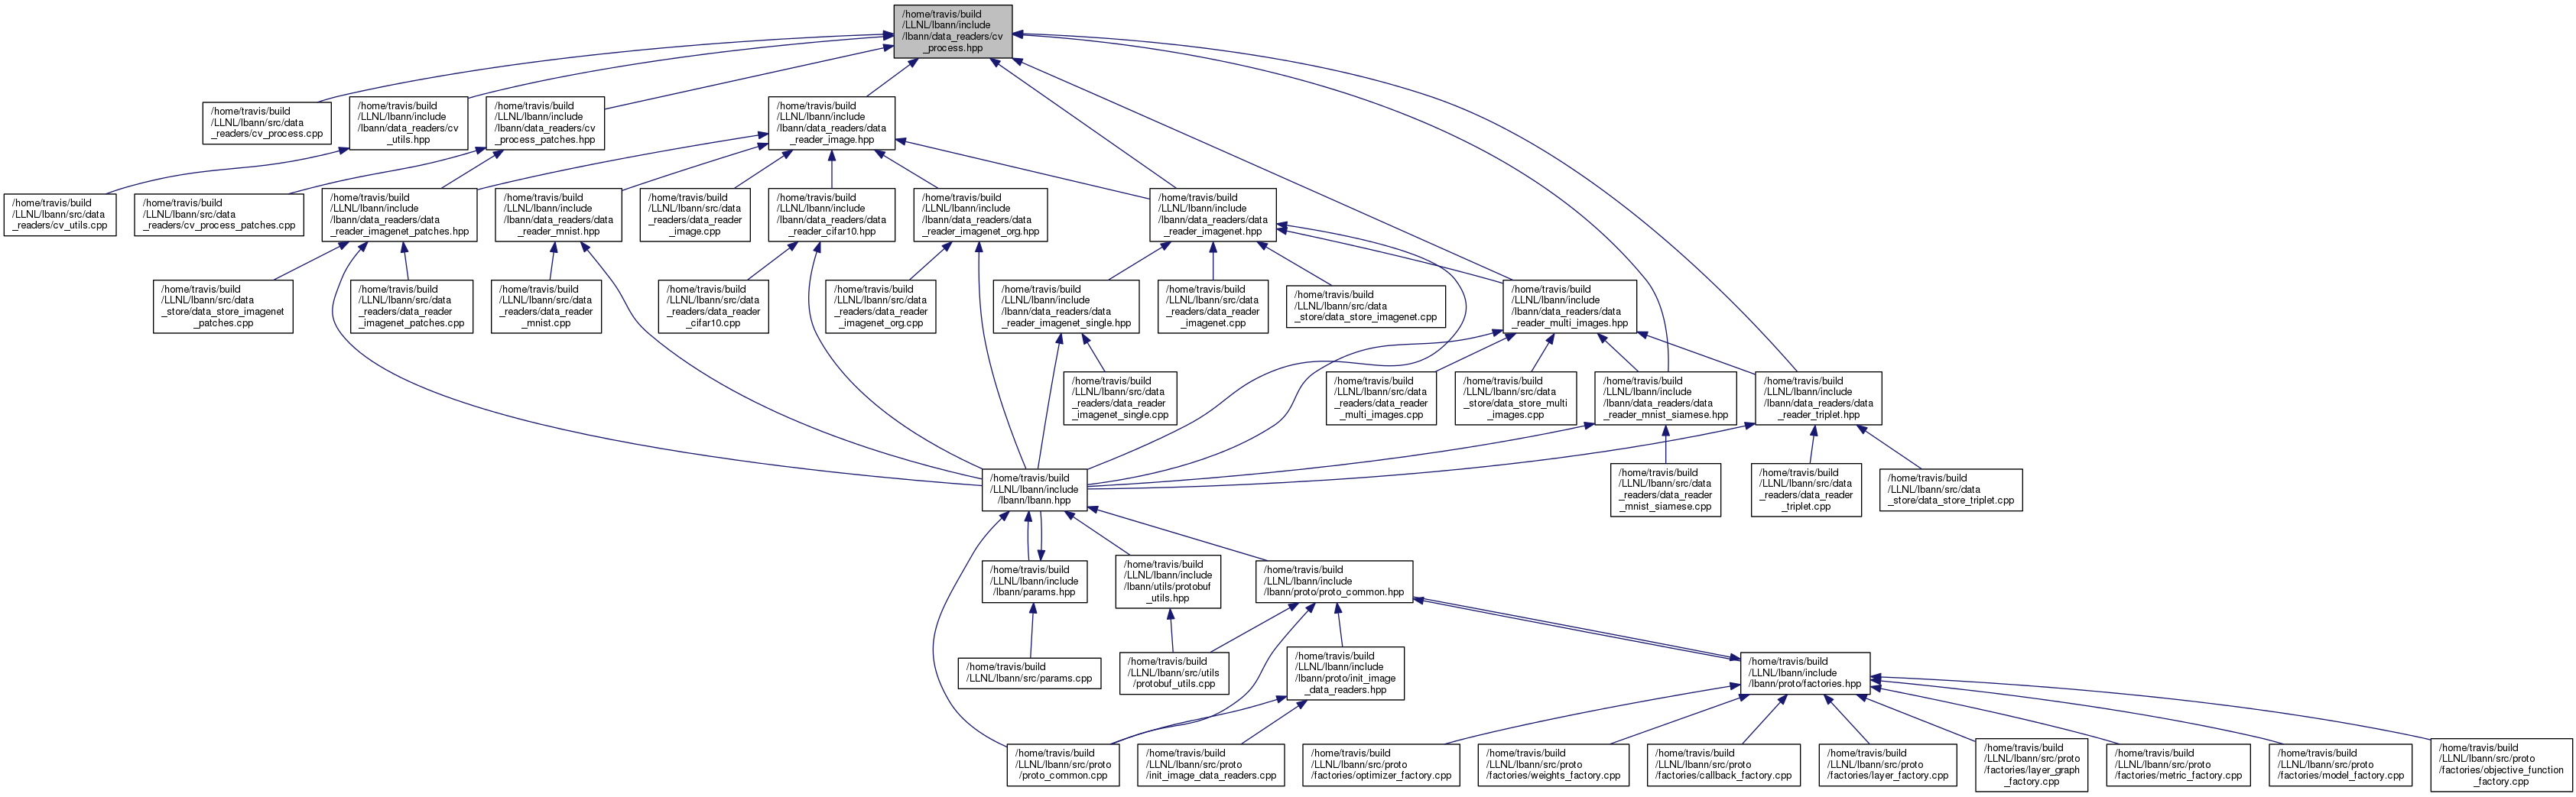 /home/travis/build
/LLNL/lbann/include
/lbann/data_readers/cv
_process.hpp
/home/travis/build
/LLNL/lbann/src/data
_readers/cv_process.cpp
/home/travis/build
/LLNL/lbann/include
/lbann/data_readers/cv
_utils.hpp
/home/travis/build
/LLNL/lbann/include
/lbann/data_readers/cv
_process_patches.hpp
/home/travis/build
/LLNL/lbann/include
/lbann/data_readers/data
_reader_image.hpp
/home/travis/build
/LLNL/lbann/src/data
_readers/cv_utils.cpp
/home/travis/build
/LLNL/lbann/src/data
_readers/cv_process_patches.cpp
/home/travis/build
/LLNL/lbann/include
/lbann/data_readers/data
_reader_imagenet_patches.hpp
/home/travis/build
/LLNL/lbann/include
/lbann/data_readers/data
_reader_mnist.hpp
/home/travis/build
/LLNL/lbann/src/data
_readers/data_reader
_image.cpp
/home/travis/build
/LLNL/lbann/include
/lbann/data_readers/data
_reader_cifar10.hpp
/home/travis/build
/LLNL/lbann/include
/lbann/data_readers/data
_reader_imagenet_org.hpp
/home/travis/build
/LLNL/lbann/include
/lbann/data_readers/data
_reader_imagenet.hpp
/home/travis/build
/LLNL/lbann/src/data
_store/data_store_imagenet
_patches.cpp
/home/travis/build
/LLNL/lbann/src/data
_readers/data_reader
_imagenet_patches.cpp
/home/travis/build
/LLNL/lbann/src/data
_readers/data_reader
_mnist.cpp
/home/travis/build
/LLNL/lbann/src/data
_readers/data_reader
_cifar10.cpp
/home/travis/build
/LLNL/lbann/src/data
_readers/data_reader
_imagenet_org.cpp
/home/travis/build
/LLNL/lbann/include
/lbann/data_readers/data
_reader_imagenet_single.hpp
/home/travis/build
/LLNL/lbann/src/data
_readers/data_reader
_imagenet.cpp
/home/travis/build
/LLNL/lbann/src/data
_store/data_store_imagenet.cpp
/home/travis/build
/LLNL/lbann/include
/lbann/data_readers/data
_reader_multi_images.hpp
/home/travis/build
/LLNL/lbann/src/data
_readers/data_reader
_imagenet_single.cpp
/home/travis/build
/LLNL/lbann/src/data
_readers/data_reader
_multi_images.cpp
/home/travis/build
/LLNL/lbann/src/data
_store/data_store_multi
_images.cpp
/home/travis/build
/LLNL/lbann/include
/lbann/data_readers/data
_reader_mnist_siamese.hpp
/home/travis/build
/LLNL/lbann/include
/lbann/data_readers/data
_reader_triplet.hpp
/home/travis/build
/LLNL/lbann/include
/lbann/lbann.hpp
/home/travis/build
/LLNL/lbann/src/data
_readers/data_reader
_mnist_siamese.cpp
/home/travis/build
/LLNL/lbann/src/data
_readers/data_reader
_triplet.cpp
/home/travis/build
/LLNL/lbann/src/data
_store/data_store_triplet.cpp
/home/travis/build
/LLNL/lbann/include
/lbann/params.hpp
/home/travis/build
/LLNL/lbann/include
/lbann/utils/protobuf
_utils.hpp
/home/travis/build
/LLNL/lbann/include
/lbann/proto/proto_common.hpp
/home/travis/build
/LLNL/lbann/src/params.cpp
/home/travis/build
/LLNL/lbann/src/utils
/protobuf_utils.cpp
/home/travis/build
/LLNL/lbann/include
/lbann/proto/init_image
_data_readers.hpp
/home/travis/build
/LLNL/lbann/include
/lbann/proto/factories.hpp
/home/travis/build
/LLNL/lbann/src/proto
/proto_common.cpp
/home/travis/build
/LLNL/lbann/src/proto
/init_image_data_readers.cpp
/home/travis/build
/LLNL/lbann/src/proto
/factories/optimizer_factory.cpp
/home/travis/build
/LLNL/lbann/src/proto
/factories/weights_factory.cpp
/home/travis/build
/LLNL/lbann/src/proto
/factories/callback_factory.cpp
/home/travis/build
/LLNL/lbann/src/proto
/factories/layer_factory.cpp
/home/travis/build
/LLNL/lbann/src/proto
/factories/layer_graph
_factory.cpp
/home/travis/build
/LLNL/lbann/src/proto
/factories/metric_factory.cpp
/home/travis/build
/LLNL/lbann/src/proto
/factories/model_factory.cpp
/home/travis/build
/LLNL/lbann/src/proto
/factories/objective_function
_factory.cpp